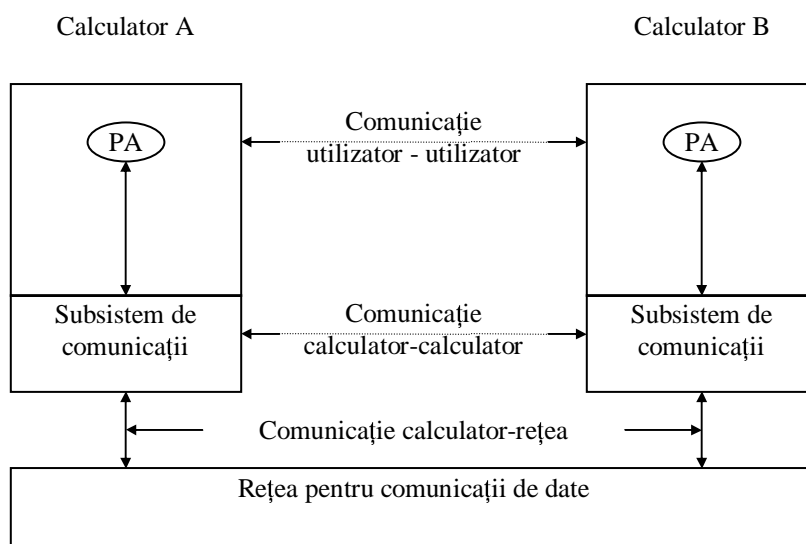 Calculator A
Calculator B
Comunicație
utilizator - utilizator
PA
PA
Subsistem de
comunicații
Comunicație
calculator-calculator
Subsistem de
comunicații
Comunicație calculator-rețea
Rețea pentru comunicații de date